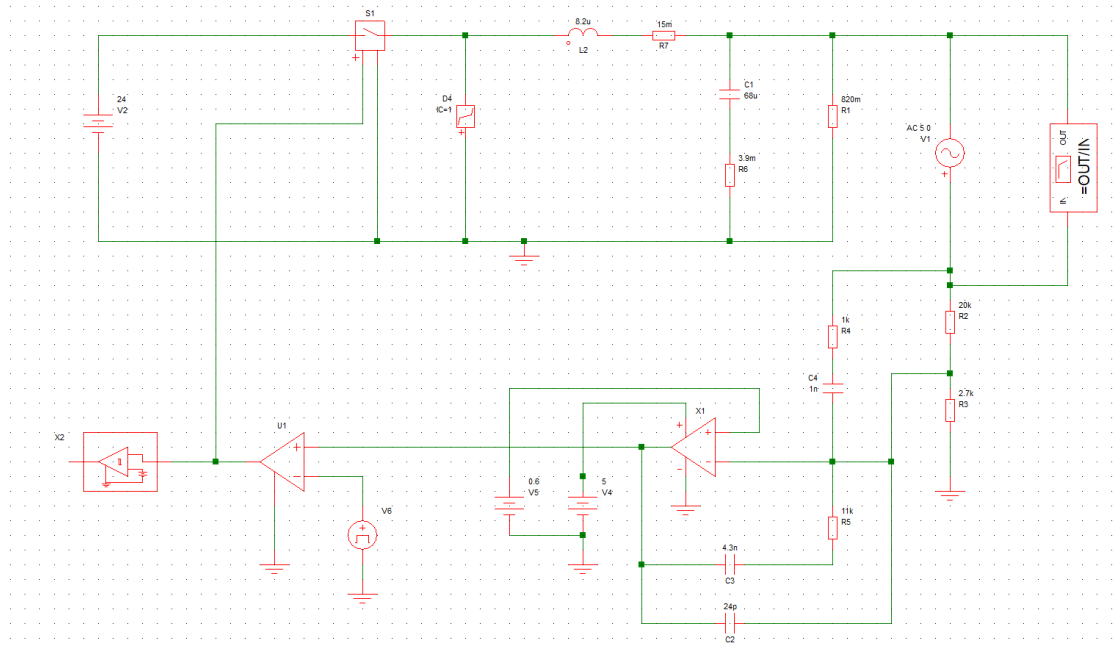 S1
8.2u
L2
15m
R7
24
V2
D4
IC=1
C1
68u
3.9m
R6
820m
R1
AC 5 0
V1
OUT
IN
=OUT/IN
20k
R2
1k
R4
C4
1n
2.7k
R3
X1
U1
X2
0.6
V5
5
V4
V6
11k
R5
4.3n
C3
24p
C2